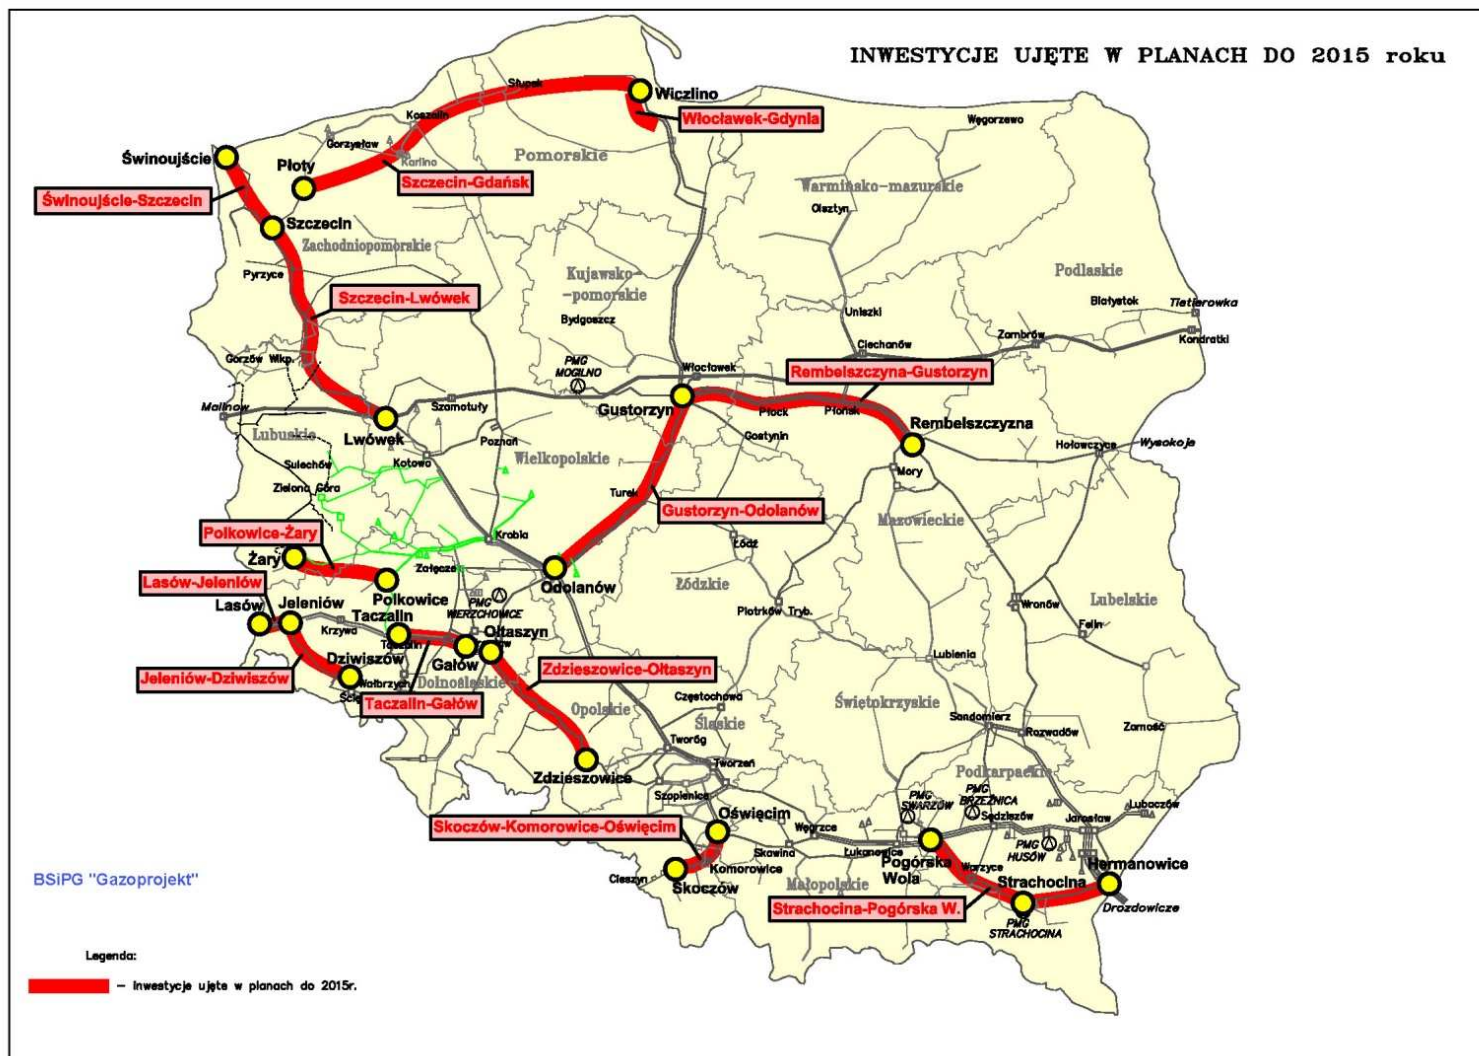 INWESTYCJE UJĘTE W PLANACH DO 2015 roku
Słupsk
Wiczlino
Włocławek-Gdynia
Koszalin
Węgorzewo
Gorzysław
Karlino
Pomorskie
Świnoujście
Płoty
Szczecin-Gdańsk
Warmińsko-mazurskie
Świnoujście-Szczecin
Olsztyn
Szczecin
Zachodniopomorskie
Pyrzyce
Kujawsko-
-pomorskie
Podlaskie
Szczecin-Lwówek
Białystok
Tietierowka
Bydgoszcz
Uniszki
Zambrów
Kondratki
Ciechanów
Gorzów Wlkp.
PMG
MOGILNO
Włocławek
Rembelszczyna-Gustorzyn
Mallnow
Szamotuły
Gustorzyn
Płock
Płońsk
Lwówek
Lubuskie
Poznań
Gostynin
Rembelszczyzna
Hołowczyce
Wysokoje
Kotowo
Wielkopolskie
Sulechów
Mory
Zielona Góra
Turek
Gustorzyn-Odolanów
Mazowieckie
Polkowice-Żary
Krobia
Łódź
Żary
Załęcze
Odolanów
Łódzkie
Lasów-Jeleniów
Polkowice
PMG
WIERZCHOWICE
Lasów
Jeleniów
Taczalin
Piotrków Tryb.
Wronów
Lubelskie
Krzywa
Ołtaszyn
Felin
Dziwiszów
Gałów
Lubienia
Jeleniów-Dziwiszów
Wałbrzych
Dolnośląskie
Zdzieszowice-Ołtaszyn
Taczalin-Gałów
Częstochowa
Opolskie
Śląskie
Świętokrzyskie
Sandomierz
Rozwadów
Zamość
Tworóg
Tworzeń
Zdzieszowice
Podkarpackie
Szopienice
PMG
SWARZÓW
PMG
BRZEŹNICA
Lubaczów
Oświęcim
Sędziszów
Jarosław
Skoczów-Komorowice-Oświęcim
Węgrzce
PMG
HUSÓW
Skawina
Łukanowice
Pogórska
Wola
Hermanowice
Komorowice
Cieszyn
Skoczów
Małopolskie
Warzyce
Strachocina
BSiPG "Gazoprojekt"
Strachocina-Pogórska W.
Drozdowicze
PMG
STRACHOCINA
Legenda:
– Inwestycje ujęte w planach do 2015r.